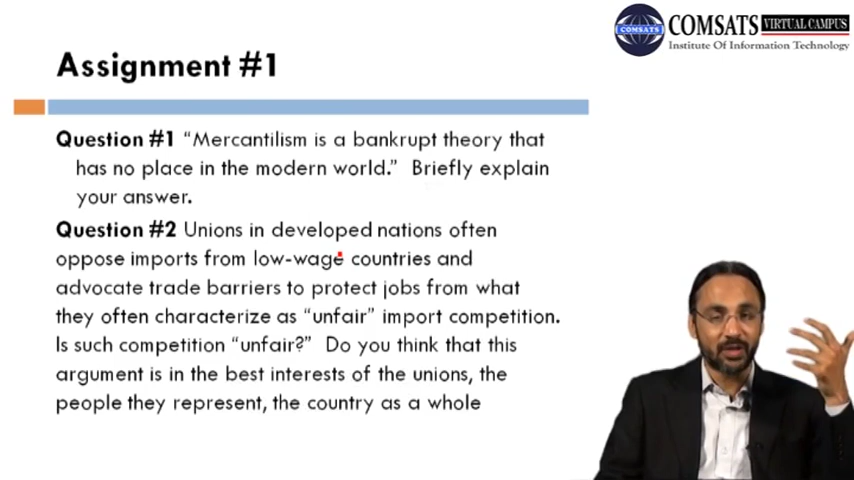 COMSATS VIRTUAL CAMPUS
COMSATS
Institute Of Information Technology
Assignment #1
Question #1 “Mercantilism is a bankrupt theory that
has no place in the modern world.” Briefly explain
your answer.
Question #2 Unions in developed nations often
oppose imports from low-wage countries and
advocate trade barriers to protect jobs from what
they often characterize as “unfair” import competition.
Is such competition “unfair?” Do you think that this
argument is in the best interests of the unions, the
people they represent, the country as a whole